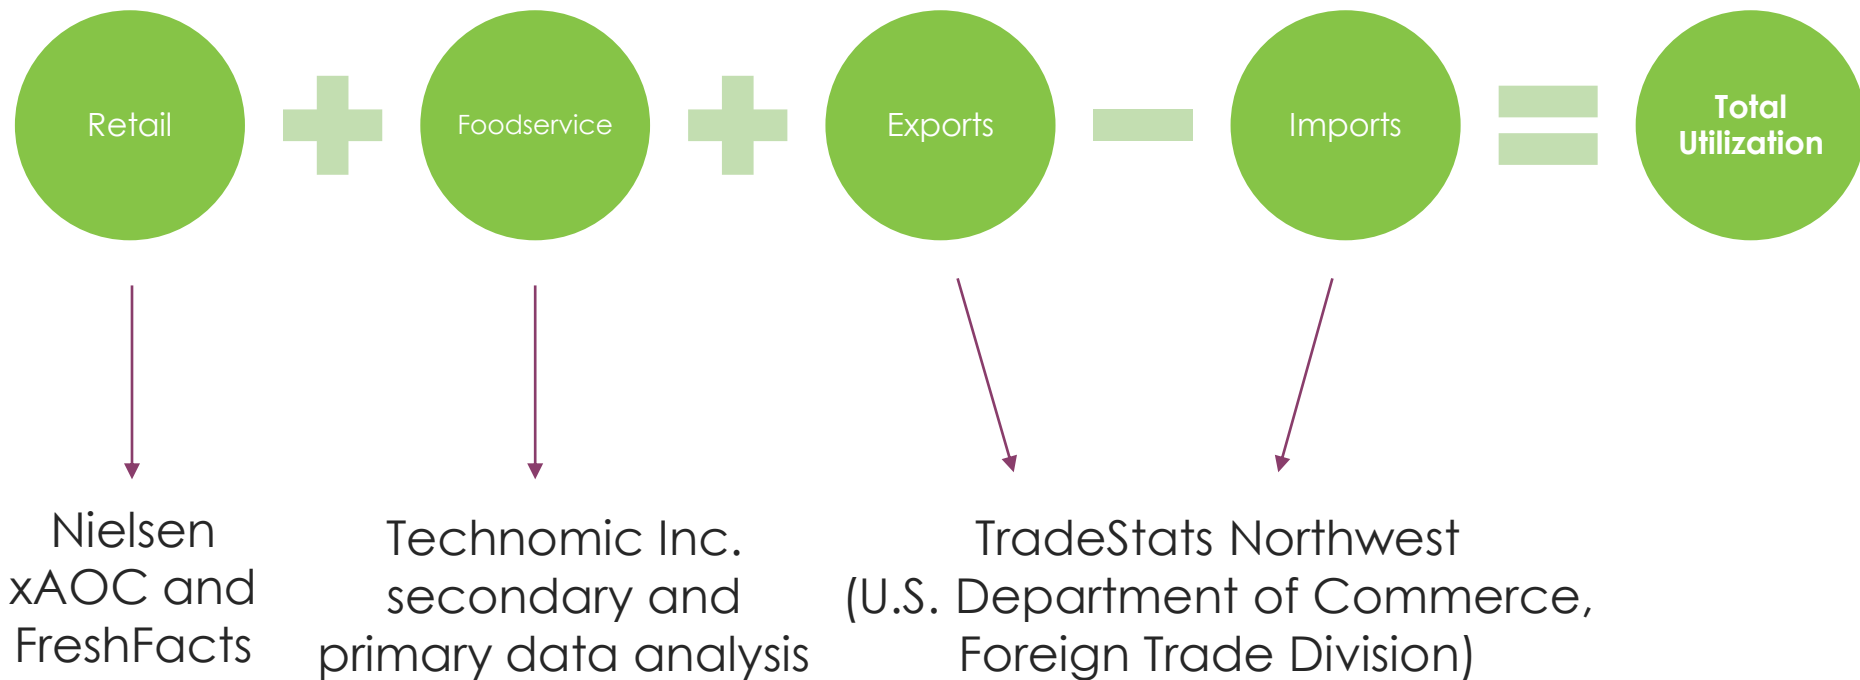 Retail
Foodservice
Exports
Imports
Total
Utilization
Nielsen
xAOC and
FreshFacts
Technomic Inc.
secondary and
primary data analysis
TradeStats Northwest
(U.S. Department of Commerce,
Foreign Trade Division)